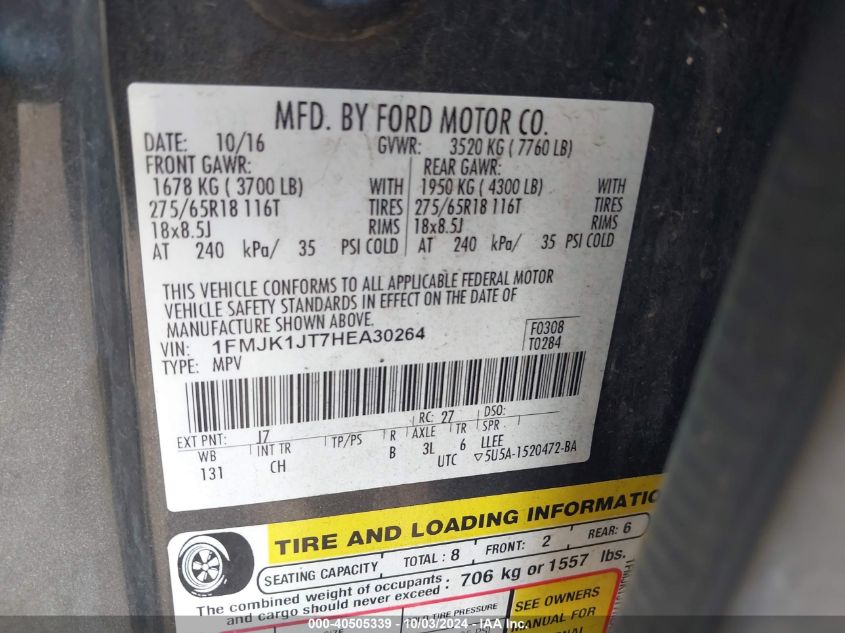 MFD. BY FORD MOTOR CO.
DATE: 10/16 GVWR: 3520 KG ( 7760 LB)
FRONT GAWR: REAR GAWR:
1678 KG ( 3700 LB) WITH 1950 KG ( 4300 LB) WITH
275/65R18 116T TIRES 275/65R18 116T TIRES
18x8.5J RIMS 18x8.5J RIMS
AT 240 kPa/ 35 PSI COLD AT 240 kPa/ 35 PSI COLD
THIS VEHICLE CONFORMS TO ALL APPLICABLE FEDERAL MOTOR
VEHICLE SAFETY STANDARDS IN EFFECT ON THE DATE OF
MANUFACTURE SHOWN ABOVE.
VIN: 1FMJK1JT7HEA30264 F0308
TYPE: MPV T0284
EXT PNT: J7 RC: 27 DSO:
WB INT TR TP/PS R AXLE TR SPR
131 CH B 3L 6 LLEE
UTC ▽5U5A-1520472-BA
TIRE AND LOADING INFORMATIO
SEATING CAPACITY TOTAL : 8 FRONT: 2 REAR: 6
The combined weight of occupants
and cargo should never exceed : 706 kg or 1557 lbs.
TIRE PRESSURE
SEE OWNERS
MANUAL FOR
000-40505339 - 10/03/2024 - IAA Inc.